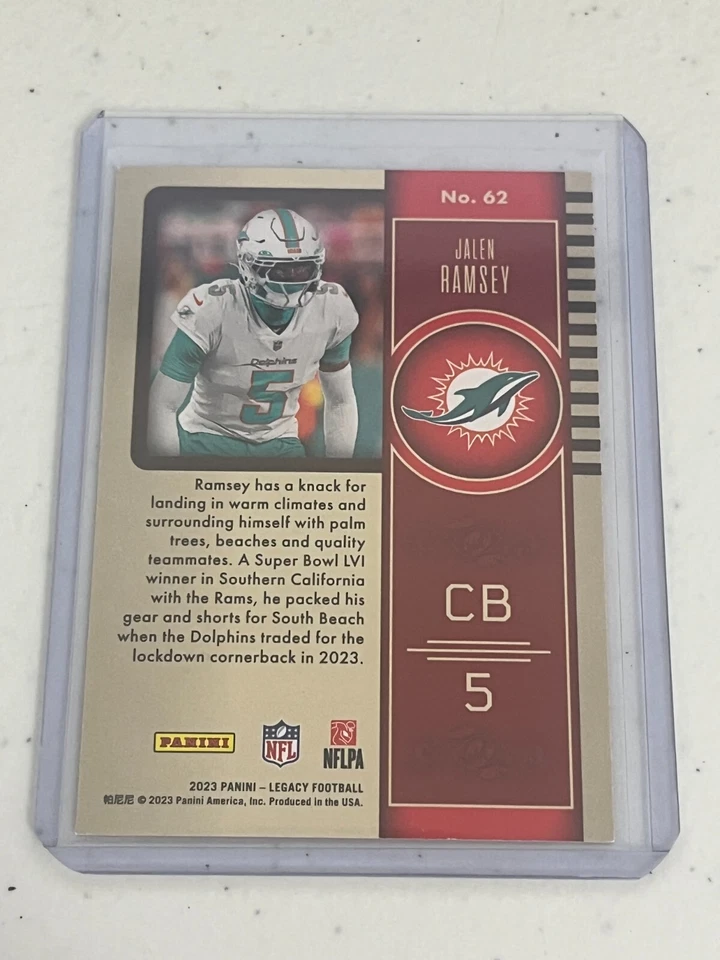 No. 62
JALEN
RAMSEY
Dolphins
5
5
Ramsey has a knack for
landing in warm climates and
surrounding himself with palm
trees, beaches and quality
teammates. A Super Bowl LVI
winner in Southern California
with the Rams, he packed his
gear and shorts for South Beach
when the Dolphins traded for the
lockdown cornerback in 2023.
CB
5
PANINI
NFL
NFLPA
2023 PANINI – LEGACY FOOTBALL
帕尼尼 © 2023 Panini America, Inc. Produced in the USA.